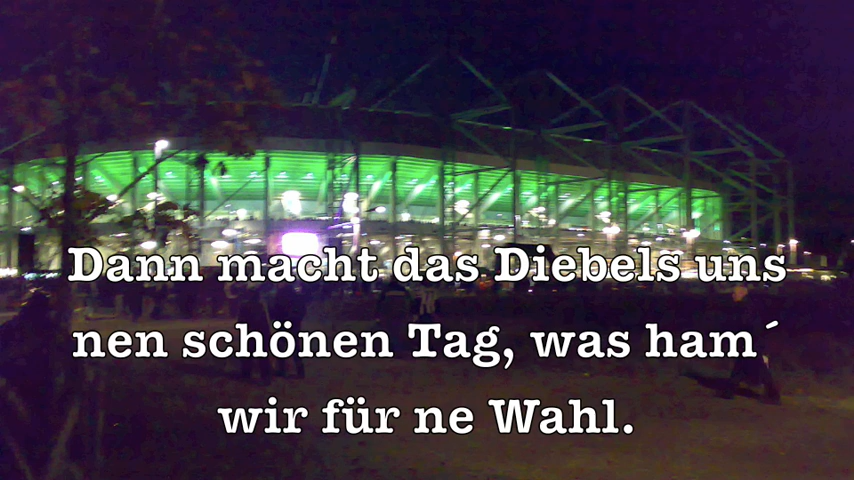 Dann macht das Diebels uns
nen schönen Tag, was ham´
wir für ne Wahl.